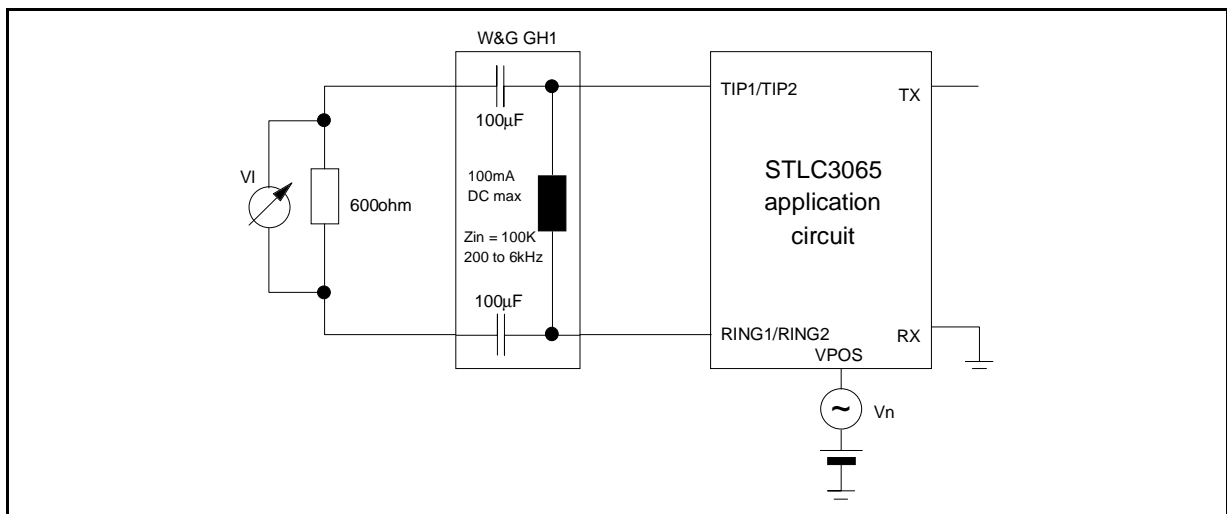 W&G GH1
100µF
VI
600ohm
100mA
DC max
Zin = 100K
200 to 6kHz
100µF
TIP1/TIP2
TX
STLC3065
application
circuit
RING1/RING2
RX
VPOS
~
Vn